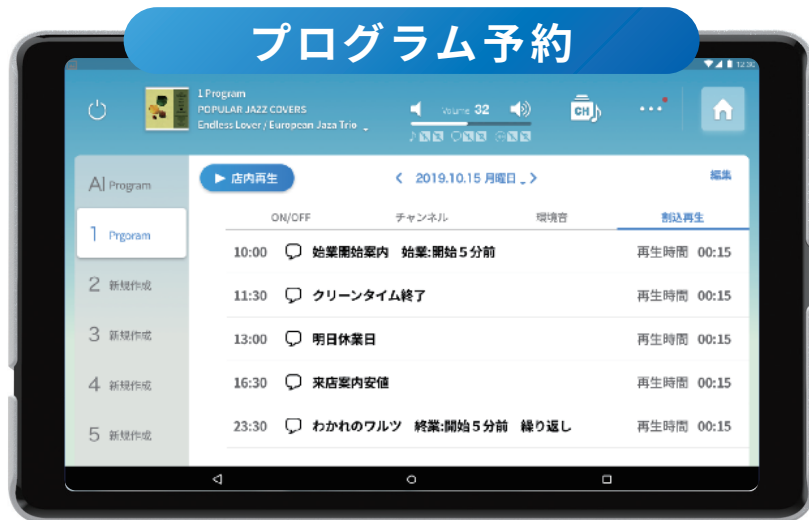 プログラム予約
12:30
1 Program
POPULAR JAZZ COVERS
Endless Lover / European Jaza Trio
Volume 32
CH
AI Program
1 Prgoram
2 新規作成
3 新規作成
4 新規作成
5 新規作成
店内再生
2019.10.15 月曜日
編集
ON/OFF チャンネル 環境音 割込再生
10:00 始業開始案内 始業:開始5分前 再生時間 00:15
11:30 クリーンタイム終了 再生時間 00:15
13:00 明日休業日 再生時間 00:15
16:30 来店案内安値 再生時間 00:15
23:30 わかれのワルツ 終業:開始5分前 繰り返し 再生時間 00:15